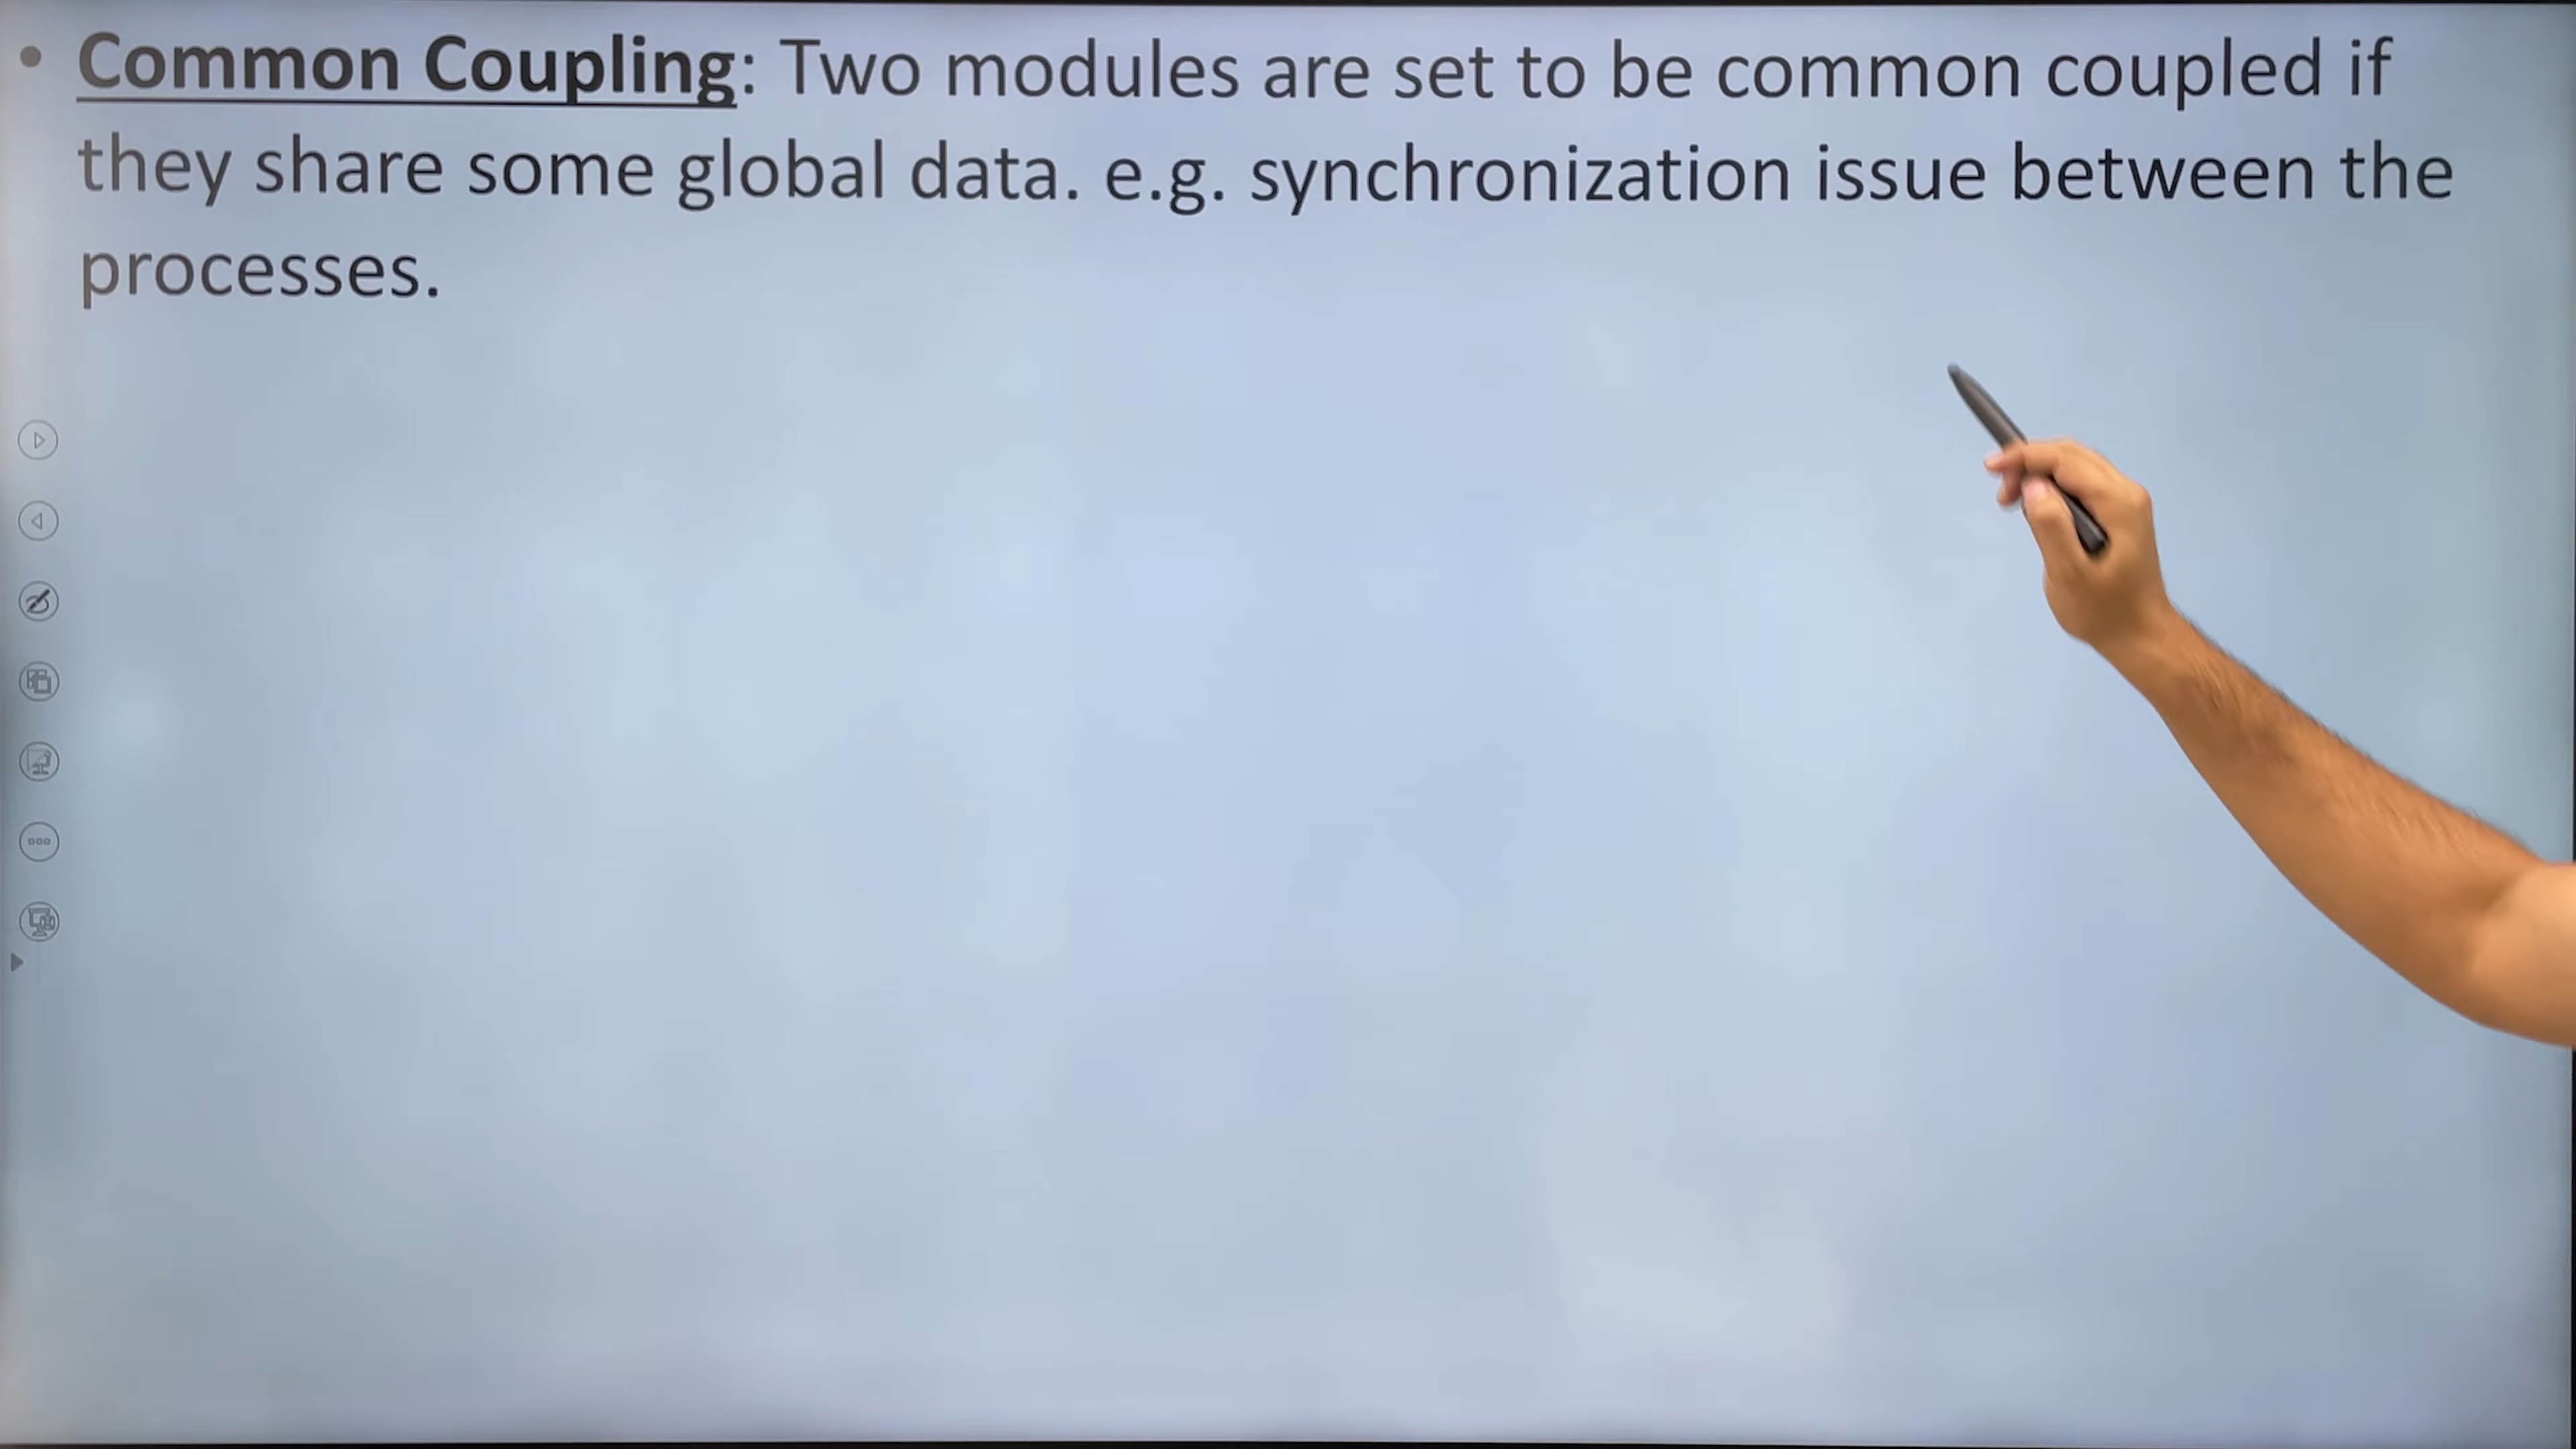 • Common Coupling: Two modules are set to be common coupled if
they share some global data. e.g. synchronization issue between the
processes.